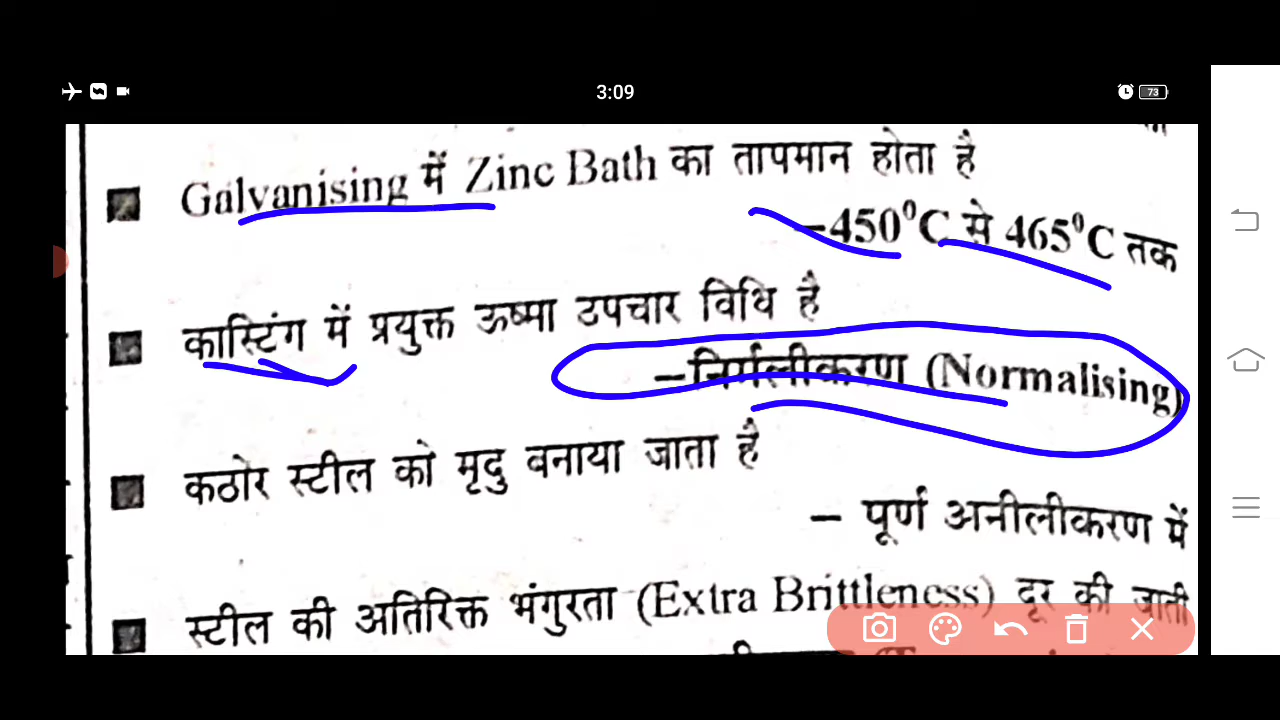 3:09
73
Galvanising में Zinc Bath का तापमान होता है
–450°C से 465°C तक
कास्टिंग में प्रयुक्त ऊष्मा उपचार विधि है
–निर्मलीकरण (Normalising)
कठोर स्टील को मृदु बनाया जाता है
– पूर्ण अनीलीकरण में
स्टील की अतिरिक्त भंगुरता (Extra Brittleness) दूर की जाती